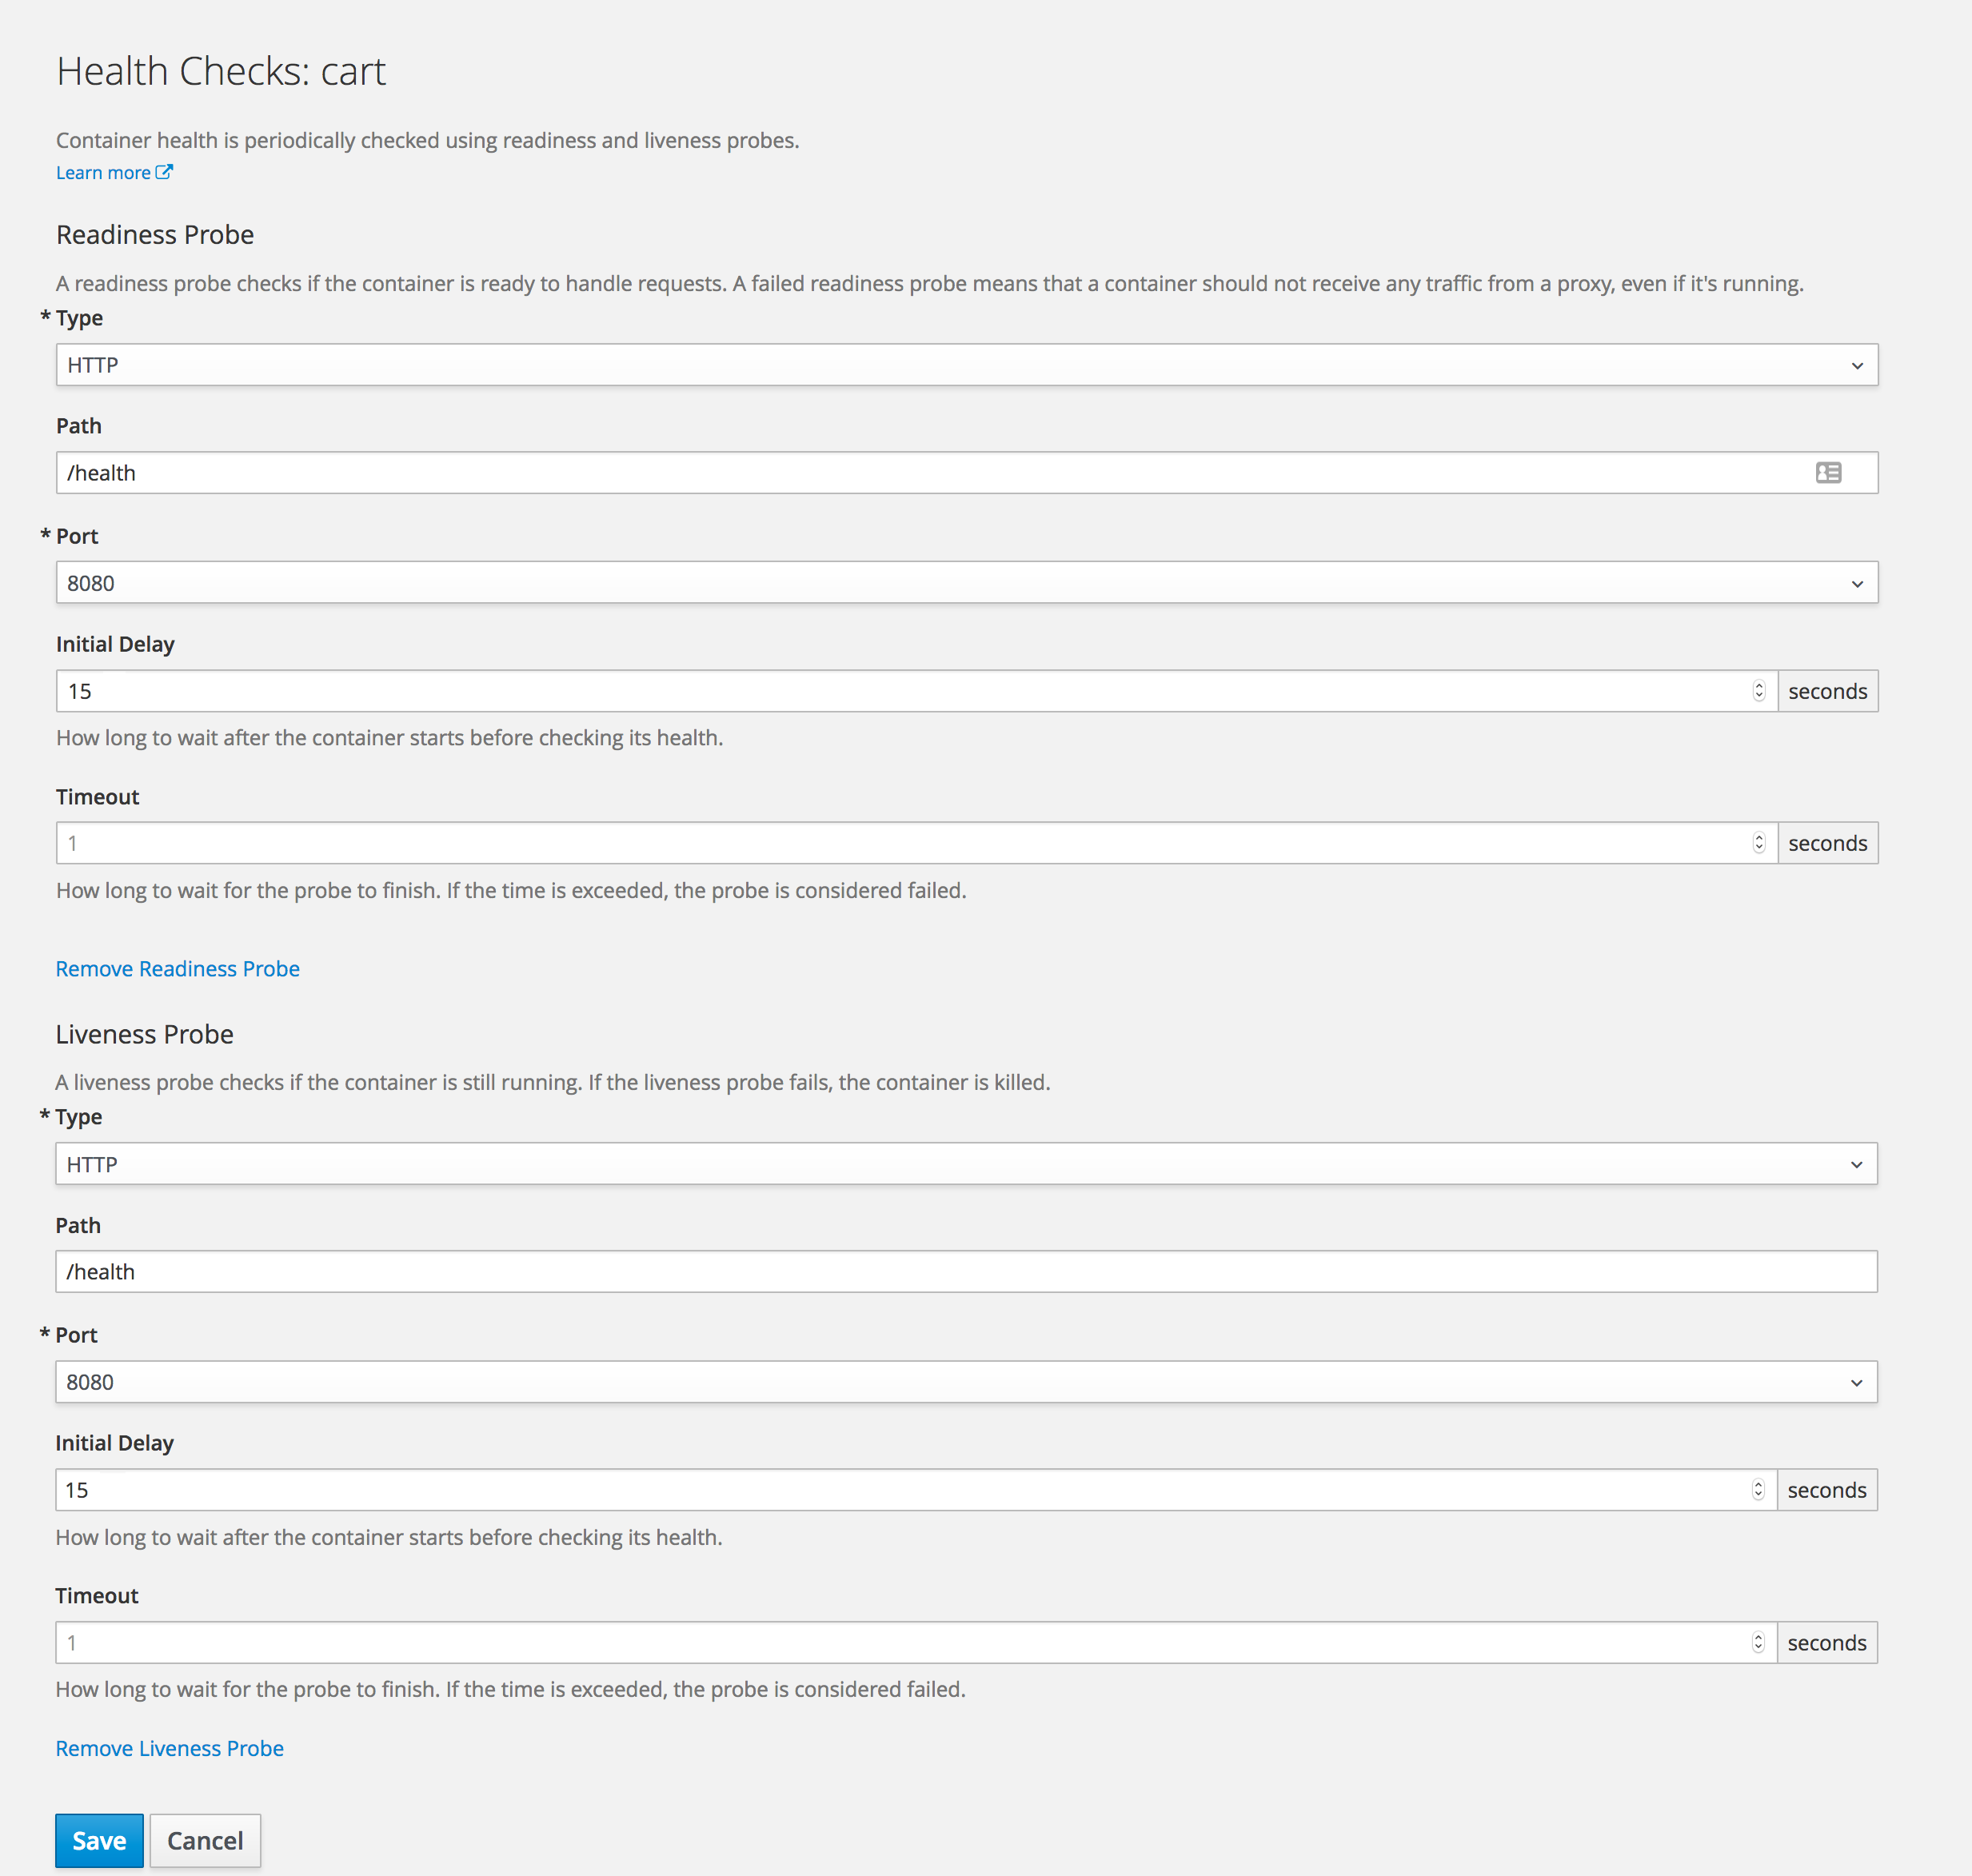 Health Checks: cart
Container health is periodically checked using readiness and liveness probes.
Learn more
Readiness Probe
A readiness probe checks if the container is ready to handle requests. A failed readiness probe means that a container should not receive any traffic from a proxy, even if it's running.
* Type
HTTP
Path
/health
* Port
8080
Initial Delay
15 seconds
How long to wait after the container starts before checking its health.
Timeout
1 seconds
How long to wait for the probe to finish. If the time is exceeded, the probe is considered failed.
Remove Readiness Probe
Liveness Probe
A liveness probe checks if the container is still running. If the liveness probe fails, the container is killed.
* Type
HTTP
Path
/health
* Port
8080
Initial Delay
15 seconds
How long to wait after the container starts before checking its health.
Timeout
1 seconds
How long to wait for the probe to finish. If the time is exceeded, the probe is considered failed.
Remove Liveness Probe
Save Cancel